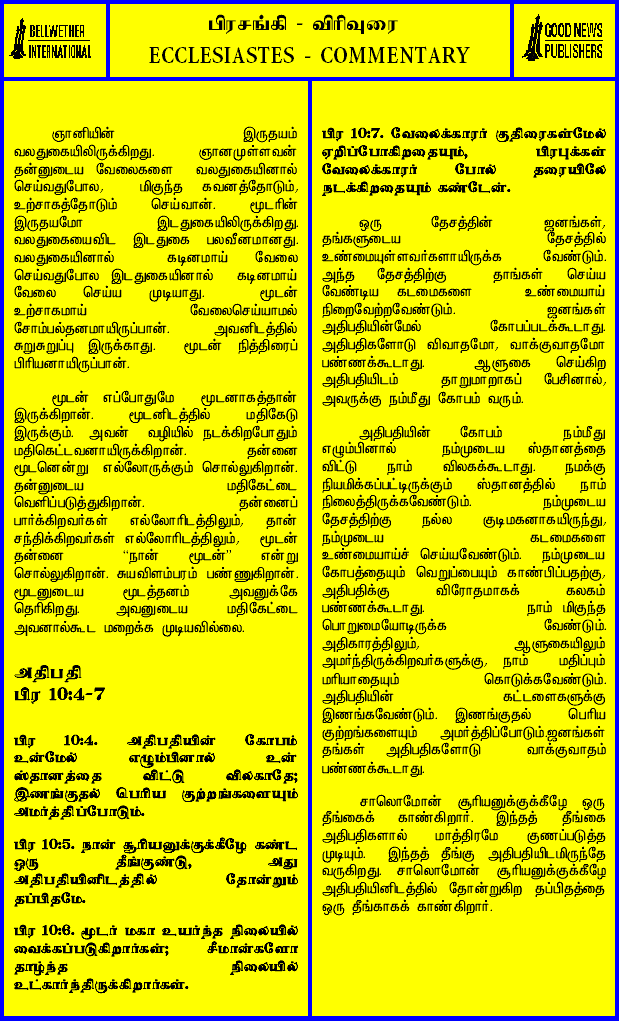 BELLWETHER
INTERNATIONAL
பிரசங்கி - விரிவுரை
ECCLESIASTES - COMMENTARY
GOOD NEWS
PUBLISHERS
ஞானியின் இருதயம்
வலதுகையிலிருக்கிறது. ஞானமுள்ளவன்
தன்னுடைய வேலைகளை வலதுகையினால்
செய்வதுபோல, மிகுந்த கவனத்தோடும்,
உற்சாகத்தோடும் செய்வான். மூடரின்
இருதயமோ இடதுகையிலிருக்கிறது.
வலதுகையைவிட இடதுகை பலவீனமானது.
வலதுகையினால் கடினமாய் வேலை
செய்வதுபோல இடதுகையினால் கடினமாய்
வேலை செய்ய முடியாது. மூடன்
உற்சாகமாய் வேலைசெய்யாமல்
சோம்பல்தனமாயிருப்பான். அவனிடத்தில்
சுறுசுறுப்பு இருக்காது. மூடன் நித்திரைப்
பிரியனாயிருப்பான்.
மூடன் எப்போதுமே மூடனாகத்தான்
இருக்கிறான். மூடனிடத்தில் மதிகேடு
இருக்கும். அவன் வழியில் நடக்கிறபோதும்
மதிகெட்டவனாயிருக்கிறான். தன்னை
மூடனென்று எல்லோருக்கும் சொல்லுகிறான்.
தன்னுடைய மதிகேட்டை
வெளிப்படுத்துகிறான். தன்னைப்
பார்க்கிறவர்கள் எல்லோரிடத்திலும், தான்
சந்திக்கிறவர்கள் எல்லோரிடத்திலும், மூடன்
தன்னை “நான் மூடன்” என்று
சொல்லுகிறான். சுயவிளம்பரம் பண்ணுகிறான்.
மூடனுடைய மூடத்தனம் அவனுக்கே
தெரிகிறது. அவனுடைய மதிகேட்டை
அவனால்கூட மறைக்க முடியவில்லை.
அதிபதி
பிர 10:4-7
பிர 10:4. அதிபதியின் கோபம்
உன்மேல் எழும்பினால் உன்
ஸ்தானத்தை விட்டு விலகாதே;
இணங்குதல் பெரிய குற்றங்களையும்
அமர்த்திப்போடும்.
பிர 10:5. நான் சூரியனுக்குக்கீழே கண்ட
ஒரு தீங்குண்டு, அது
அதிபதியினிடத்தில் தோன்றும்
தப்பிதமே.
பிர 10:6. மூடர் மகா உயர்ந்த நிலையில்
வைக்கப்படுகிறார்கள்; சீமான்களோ
தாழ்ந்த நிலையில்
உட்கார்ந்திருக்கிறார்கள்.
பிர 10:7. வேலைக்காரர் குதிரைகள்மேல்
ஏறிப்போகிறதையும், பிரபுக்கள்
வேலைக்காரர் போல் தரையிலே
நடக்கிறதையும் கண்டேன்.
ஒரு தேசத்தின் ஜனங்கள்,
தங்களுடைய தேசத்தில்
உண்மையுள்ளவர்களாயிருக்க வேண்டும்.
அந்த தேசத்திற்கு தாங்கள் செய்ய
வேண்டிய கடமைகளை உண்மையாய்
நிறைவேற்றவேண்டும். ஜனங்கள்
அதிபதியின்மேல் கோபப்படக்கூடாது.
அதிபதிகளோடு விவாதமோ, வாக்குவாதமோ
பண்ணக்கூடாது. ஆளுகை செய்கிற
அதிபதியிடம் தாறுமாறாகப் பேசினால்,
அவருக்கு நம்மீது கோபம் வரும்.
அதிபதியின் கோபம் நம்மீது
எழும்பினால் நம்முடைய ஸ்தானத்தை
விட்டு நாம் விலகக்கூடாது. நமக்கு
நியமிக்கப்பட்டிருக்கும் ஸ்தானத்தில் நாம்
நிலைத்திருக்கவேண்டும். நம்முடைய
தேசத்திற்கு நல்ல குடிமகனாகயிருந்து,
நம்முடைய கடமைகளை
உண்மையாய்ச் செய்யவேண்டும். நம்முடைய
கோபத்தையும் வெறுப்பையும் காண்பிப்பதற்கு,
அதிபதிக்கு விரோதமாகக் கலகம்
பண்ணக்கூடாது. நாம் மிகுந்த
பொறுமையோடிருக்க வேண்டும்.
அதிகாரத்திலும், ஆளுகையிலும்
அமர்ந்திருக்கிறவர்களுக்கு, நாம் மதிப்பும்
மரியாதையும் கொடுக்கவேண்டும்.
அதிபதியின் கட்டளைகளுக்கு
இணங்கவேண்டும். இணங்குதல் பெரிய
குற்றங்களையும் அமர்த்திப்போடும்.ஜனங்கள்
தங்கள் அதிபதிகளோடு வாக்குவாதம்
பண்ணக்கூடாது.
சாலொமோன் சூரியனுக்குக்கீழே ஒரு
தீங்கைக் காண்கிறார். இந்தத் தீங்கை
அதிபதிகளால் மாத்திரமே குணப்படுத்த
முடியும். இந்தத் தீங்கு அதிபதியிடமிருந்தே
வருகிறது. சாலொமோன் சூரியனுக்குக்கீழே
அதிபதியினிடத்தில் தோன்றுகிற தப்பிதத்தை
ஒரு தீங்காகக் காண்கிறார்.